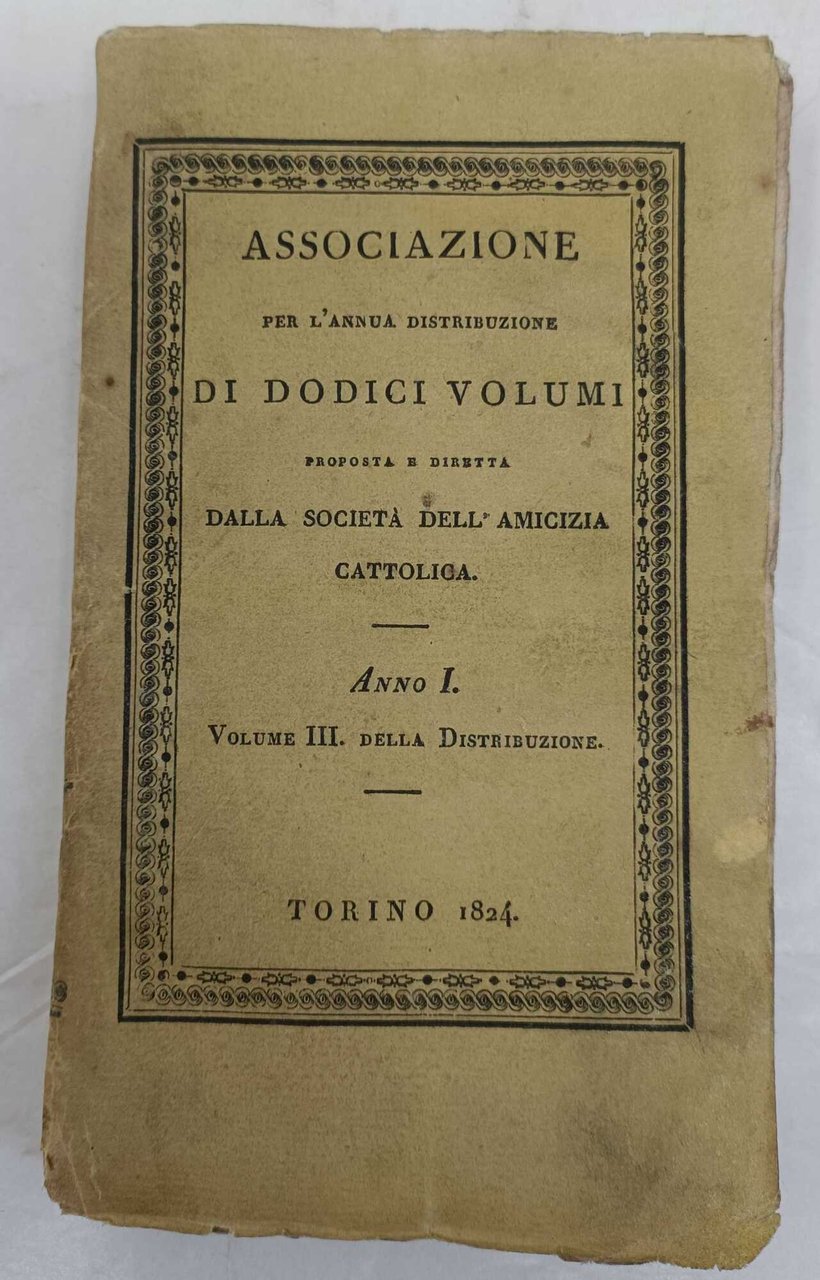 ASSOCIAZIONE
PER L'ANNUA DISTRIBUZIONE
DI DODICI VOLUMI
PROPOSTA E DIRETTA
DALLA SOCIETÀ DELL' AMICIZIA
CATTOLICA.
ANNO I.
VOLUME III. DELLA DISTRIBUZIONE.
TORINO 1824.